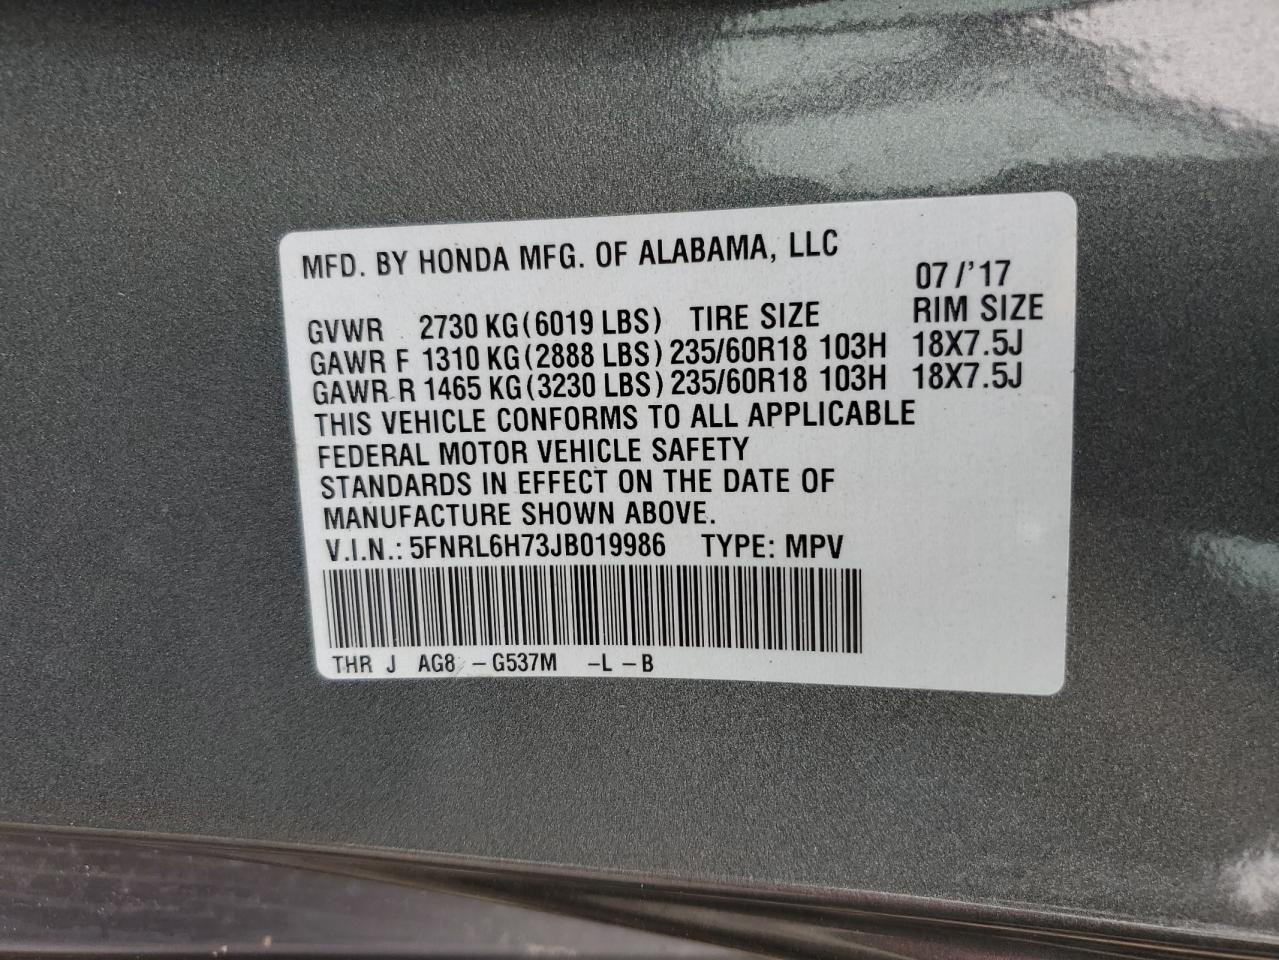 MFD. BY HONDA MFG. OF ALABAMA, LLC
07/'17
GVWR 2730 KG(6019 LBS) TIRE SIZE RIM SIZE
GAWR F 1310 KG(2888 LBS) 235/60R18 103H 18X7.5J
GAWR R 1465 KG(3230 LBS) 235/60R18 103H 18X7.5J
THIS VEHICLE CONFORMS TO ALL APPLICABLE
FEDERAL MOTOR VEHICLE SAFETY
STANDARDS IN EFFECT ON THE DATE OF
MANUFACTURE SHOWN ABOVE.
V.I.N.: 5FNRL6H73JB019986 TYPE: MPV
THR J AG8 -G537M -L -B